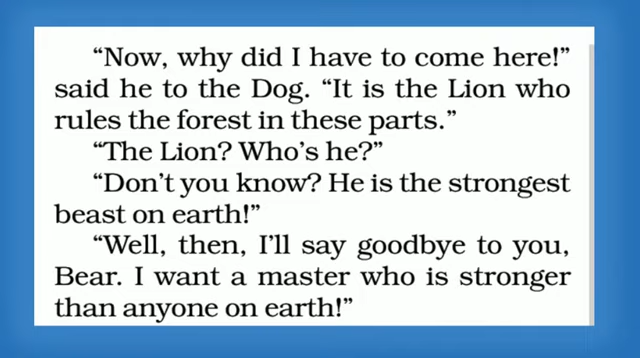 “Now, why did I have to come here!”
said he to the Dog. “It is the Lion who
rules the forest in these parts.”
“The Lion? Who’s he?”
“Don’t you know? He is the strongest
beast on earth!”
“Well, then, I’ll say goodbye to you,
Bear. I want a master who is stronger
than anyone on earth!”